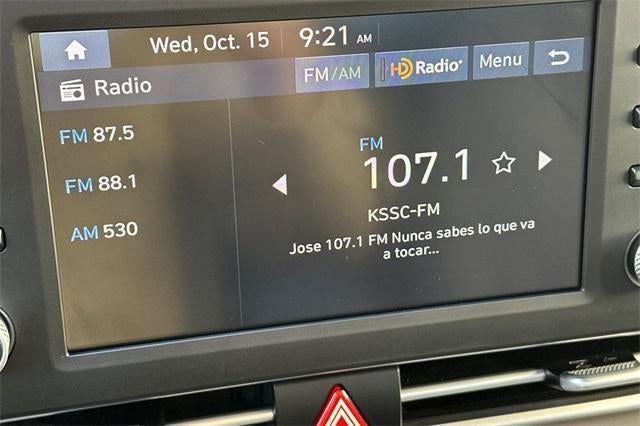 Wed, Oct. 15 9:21 AM
Radio FM/AM HD Radio® Menu
FM 87.5
FM 88.1
AM 530
FM
107.1
KSSC-FM
Jose 107.1 FM Nunca sabes lo que va
a tocar...